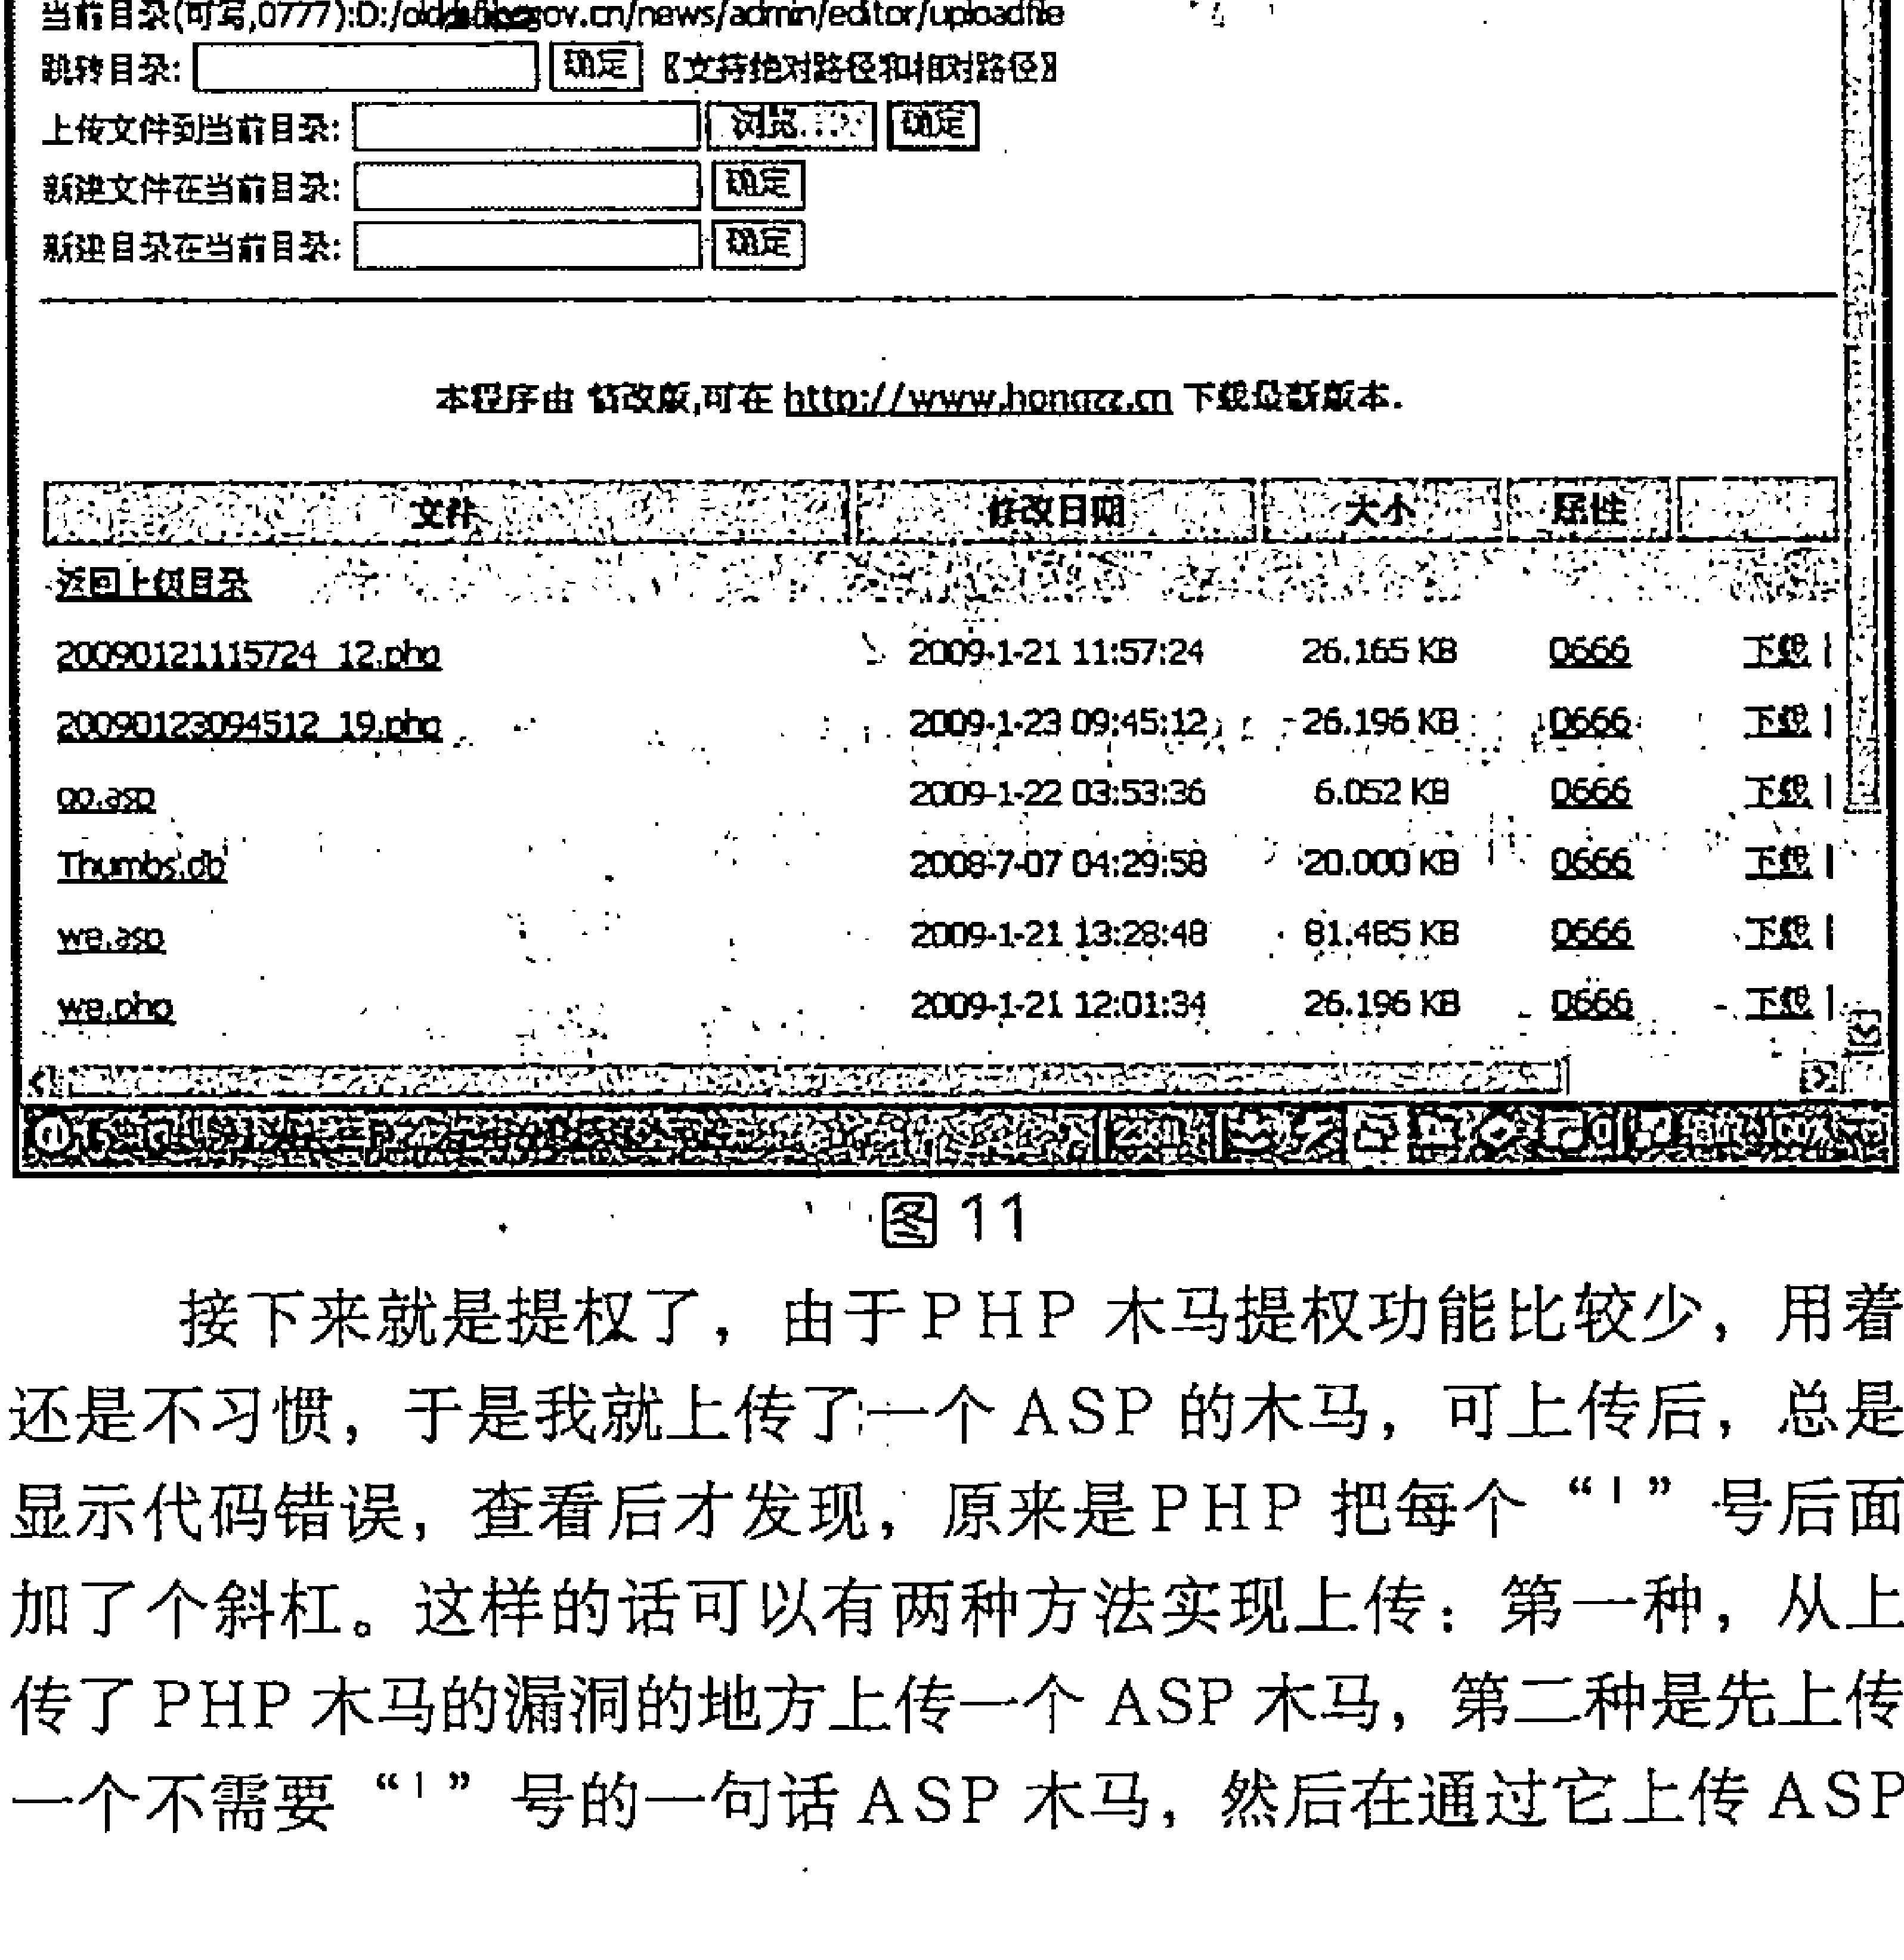 当前目录(可写,0777):D:/old gov.cn/news/admin/editor/uploadfile
跳转目录: 确定 〖支持绝对路径和相对路径〗
上传文件到当前目录: 浏览... 确定
新建文件在当前目录: 确定
新建目录在当前目录: 确定
本程序由 修改版,可在 http://www.hongzz.cn 下载最新版本.
文件 修改日期 大小 属性
返回上级目录
20090121115724_12.php 2009-1-21 11:57:24 26.165 KB 0666 下载 |
20090123094512_19.php 2009-1-23 09:45:12 26.196 KB 0666 下载 |
2009-1-22 03:53:36 6.052 KB 0666 下载 |
Thumbs.db 2008-7-07 04:29:58 20.000 KB 0666 下载 |
we.asp 2009-1-21 13:28:48 81.485 KB 0666 下载 |
we.php 2009-1-21 12:01:34 26.196 KB 0666 下载 |
图 11
接下来就是提权了，由于PHP 木马提权功能比较少，用着
还是不习惯，于是我就上传了一个ASP 的木马，可上传后，总是
显示代码错误，查看后才发现，原来是PHP 把每个“'”号后面
加了个斜杠。这样的话可以有两种方法实现上传：第一种，从上
传了PHP 木马的漏洞的地方上传一个 ASP 木马，第二种是先上传
一个不需要“'”号的一句话ASP 木马，然后在通过它上传ASP